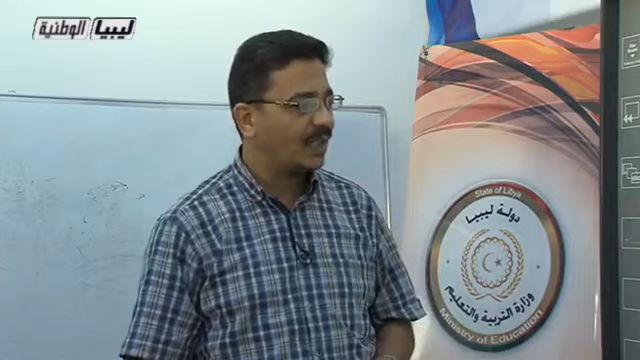 ليبيا الوطنية
State of Libya
دولة ليبيا
وزارة التربية والتعليم
Ministry of Education